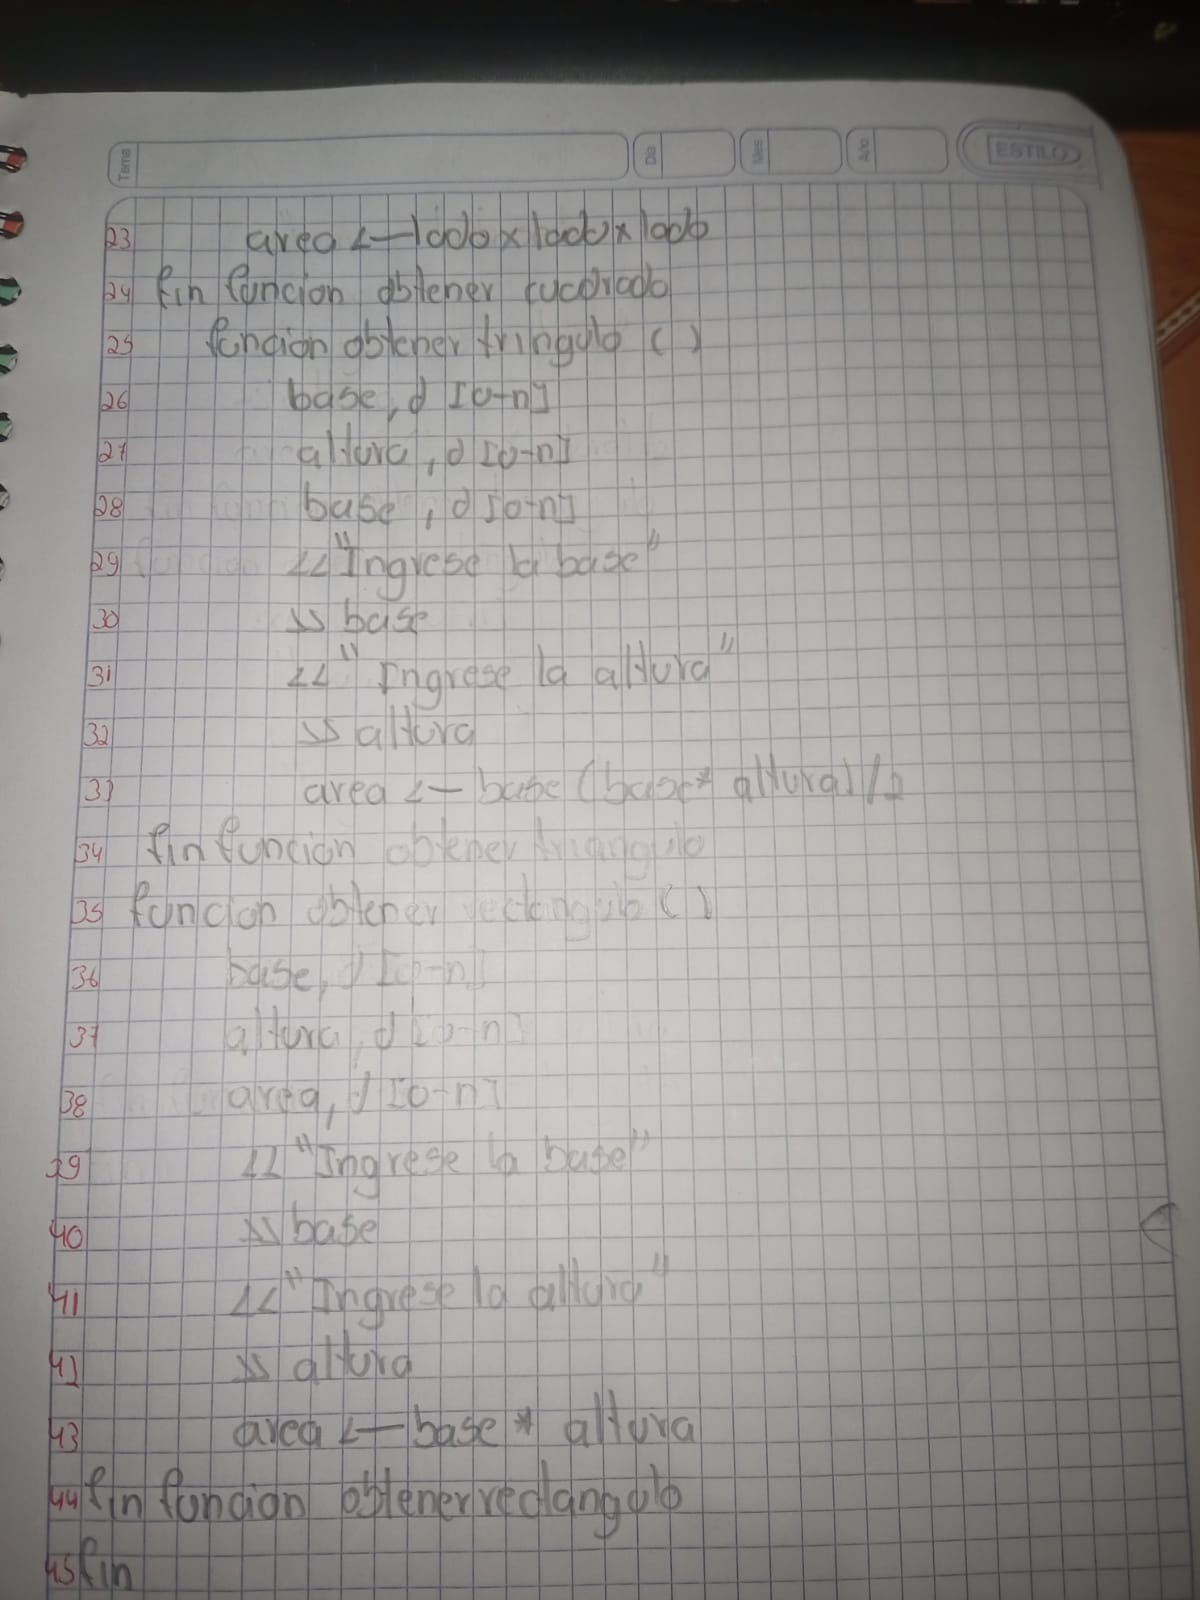 Tema Dia Mes Año ESTILO
23 area <— lado x lado x lado
24 fin funcion obtener cuadrado
25 funcion obtener tringulo ( )
26 base, d [0-n]
27 altura, d [0-n]
28 base, d [0-n]
29 << "Ingrese la base"
30 >> base
31 << "Ingrese la altura"
32 >> altura
33 area <— base (base * altura) /2
34 fin función obtener triangulo
35 funcion obtener rectangulo ( )
36 base, d [0-n]
37 altura, d [0-n]
38 area, d [0-n]
39 << "Ingrese la base"
40 >> base
41 << "Ingrese la altura"
42 >> altura
43 area <— base * altura
44 fin funcion obtener rectangulo
45 fin